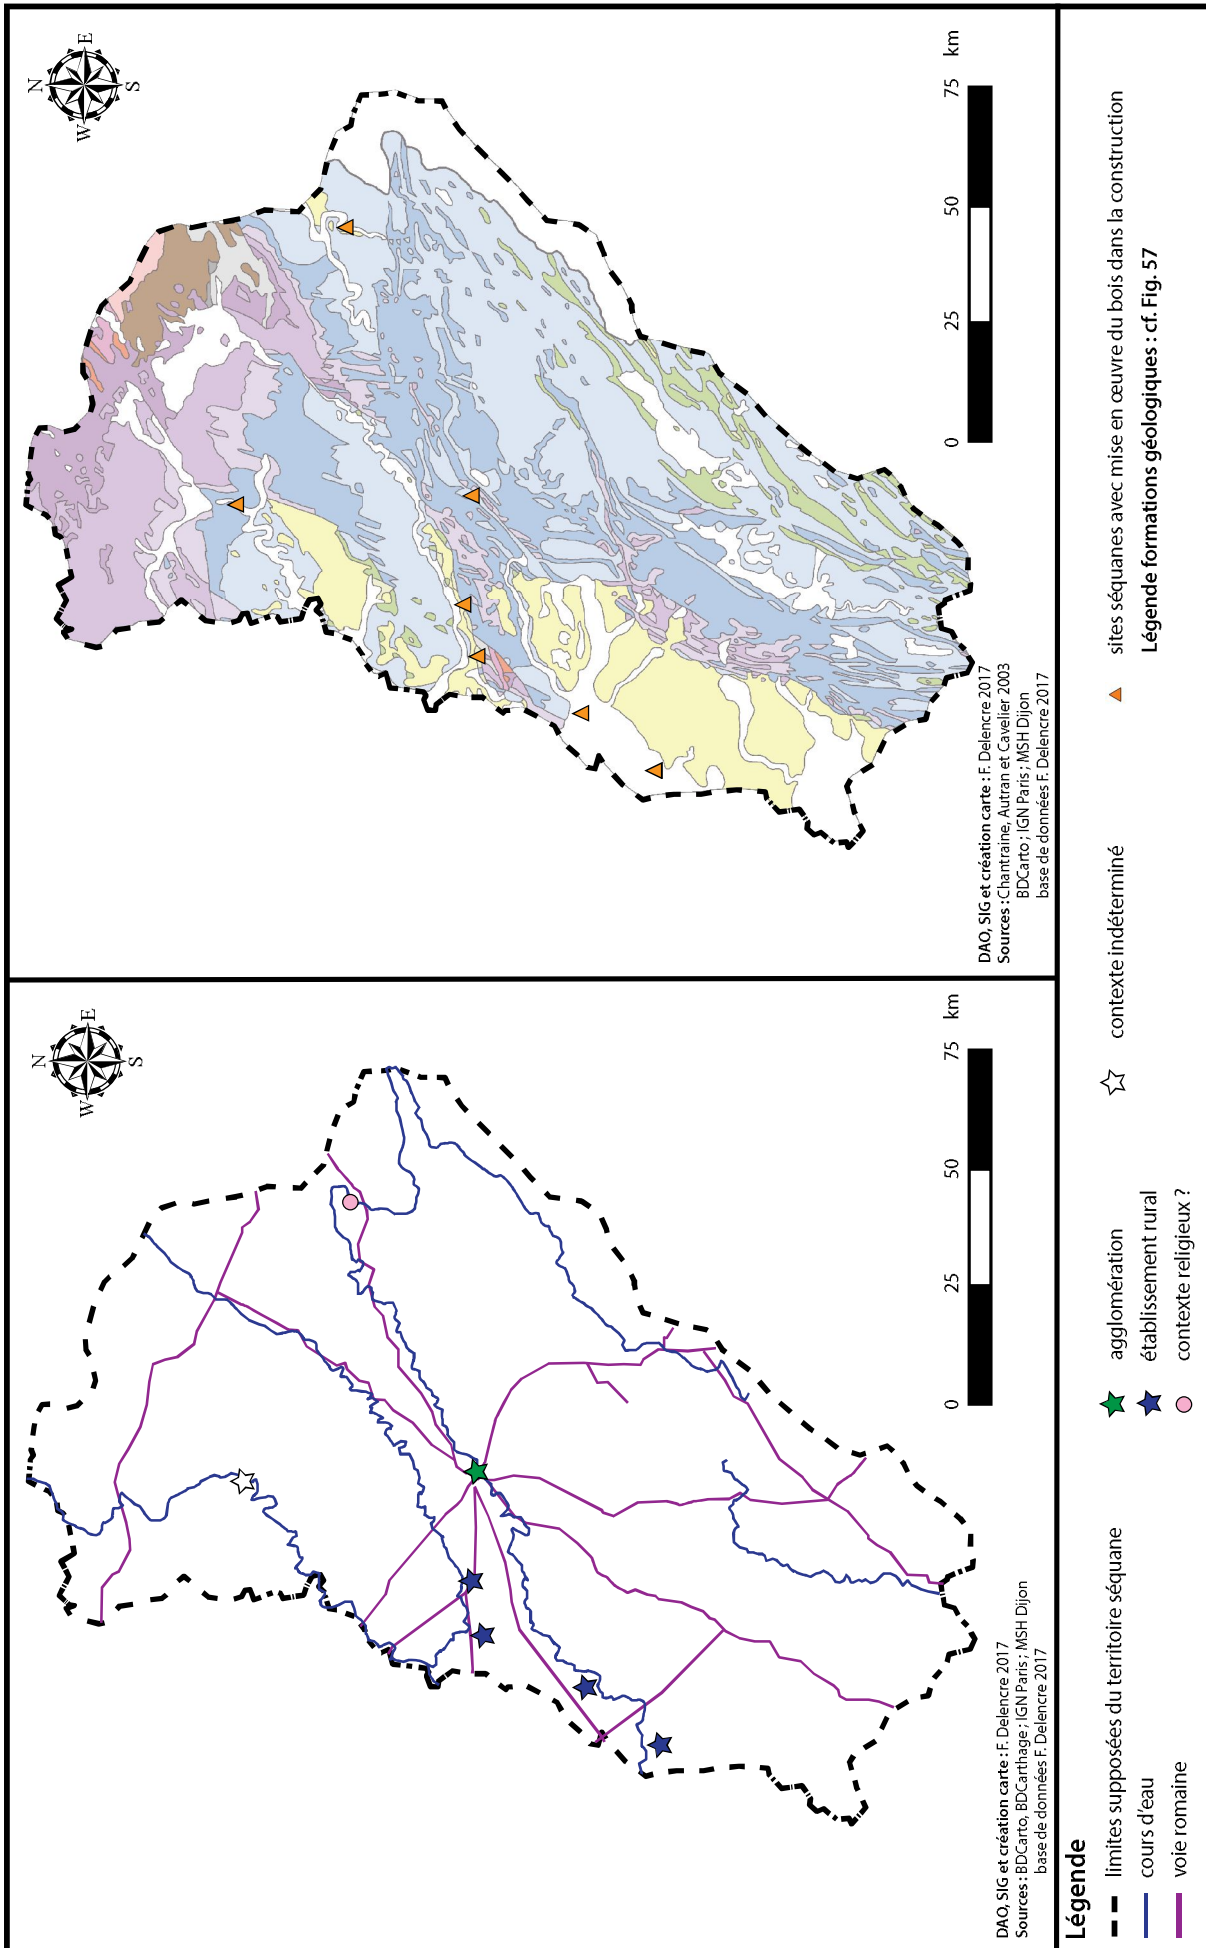 N
E
S
W
0
25
50
75
km
DAO, SIG et création carte : F. Delencre 2017
Sources : BDCarto, BDCarthage ; IGN Paris ; MSH Dijon
base de données F. Delencre 2017
N
E
S
W
0
25
50
75
km
DAO, SIG et création carte : F. Delencre 2017
Sources : Chantraine, Autran et Cavelier 2003
BDCarto ; IGN Paris ; MSH Dijon
base de données F. Delencre 2017
Légende
limites supposées du territoire séquane
cours d'eau
voie romaine
agglomération
établissement rural
contexte religieux ?
contexte indéterminé
sites séquanes avec mise en œuvre du bois dans la construction
Légende formations géologiques : cf. Fig. 57